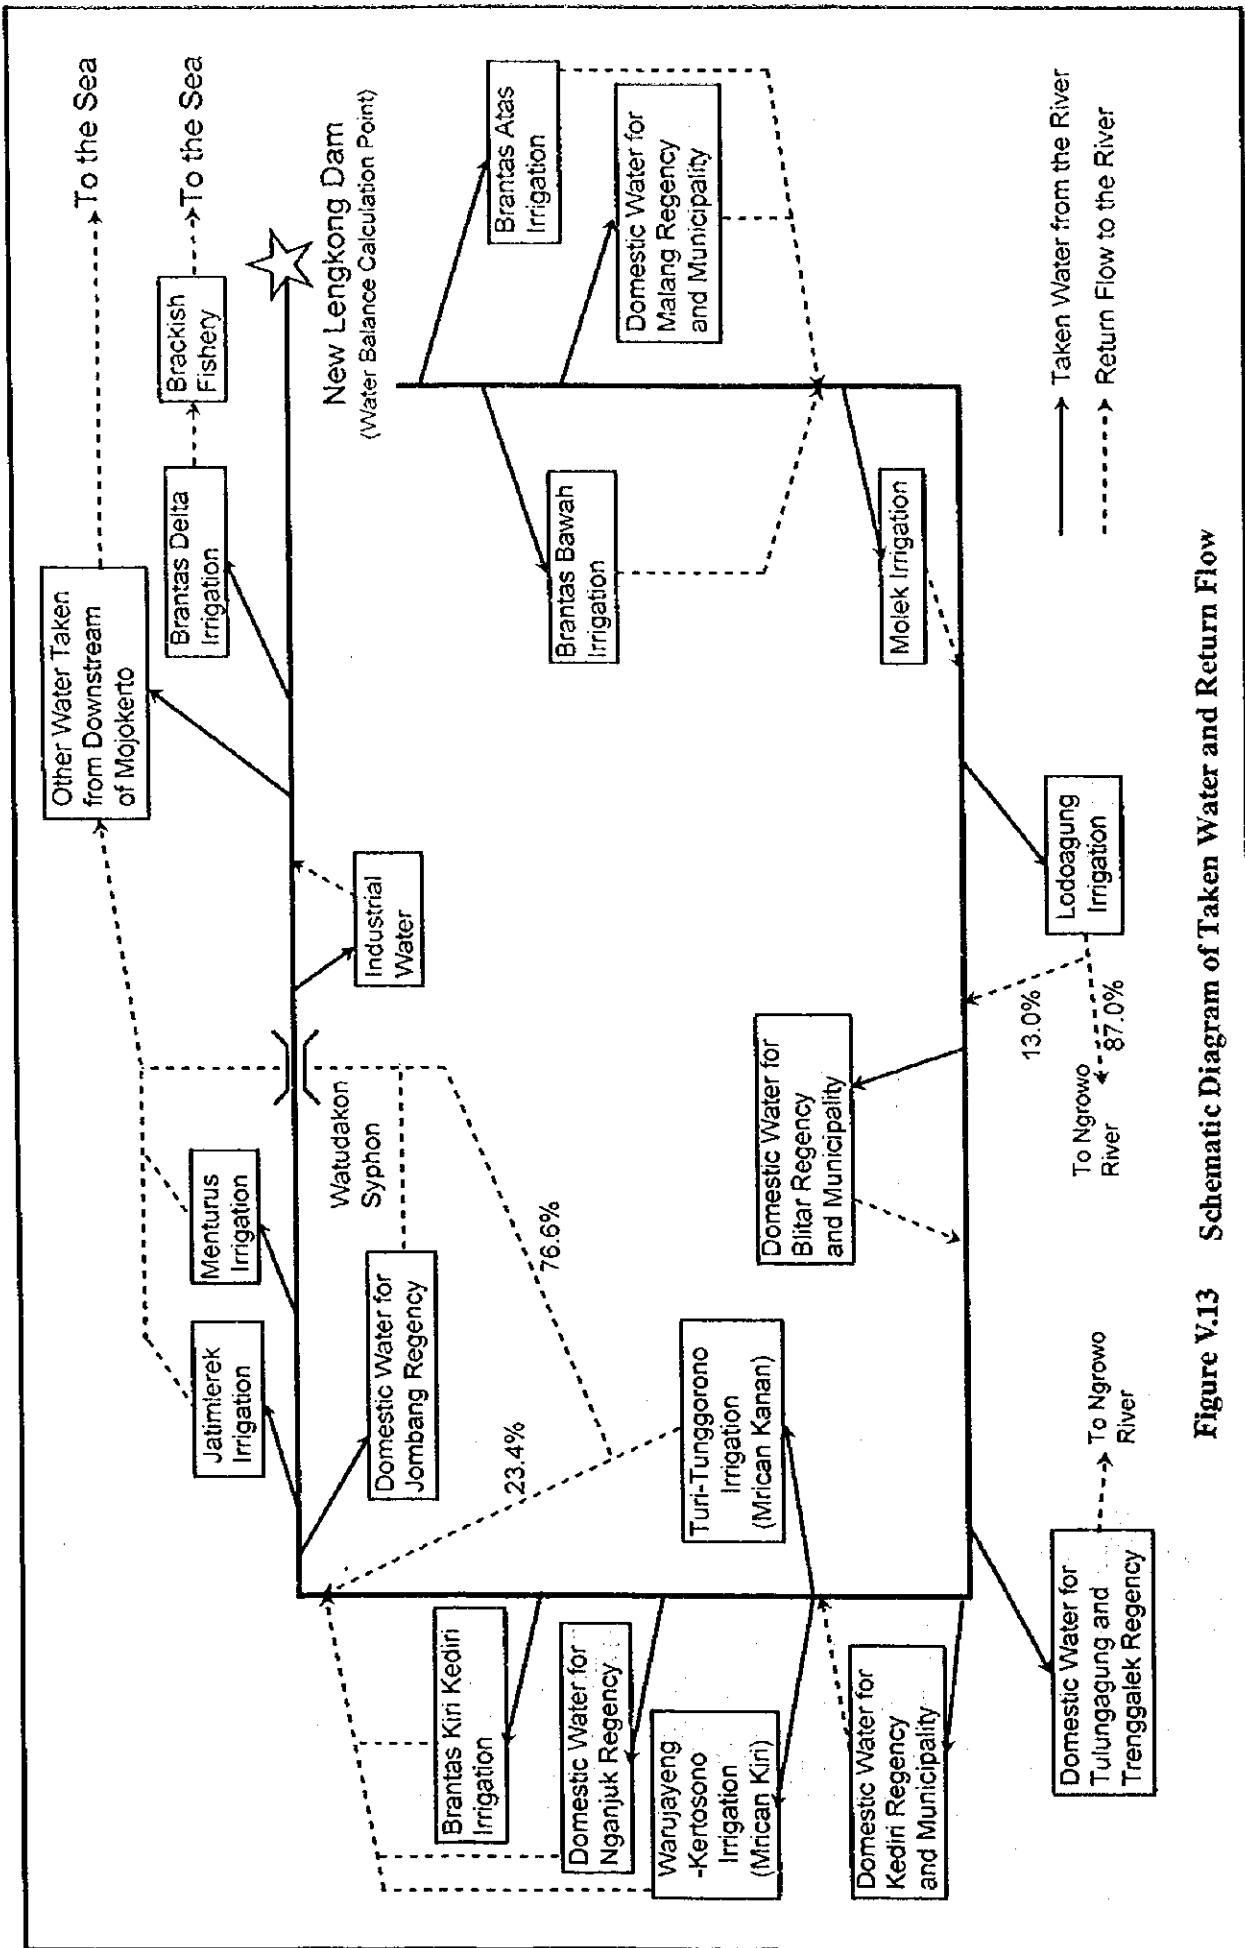 To the Sea
To the Sea
Other Water Taken
from Downstream
of Mojokerto
Brackish
Fishery
Brantas Delta
Irrigation
Menturus
Irrigation
Jatimlerek
Irrigation
New Lengkong Dam
(Water Balance Calculation Point)
Industrial
Water
Watudakon
Syphon
Domestic Water for
Jombang Regency
76.6%
23.4%
Brantas Atas
Irrigation
Domestic Water for
Malang Regency
and Municipality
Brantas Bawah
Irrigation
Molek Irrigation
Brantas Kiri Kediri
Irrigation
Domestic Water for
Nganjuk Regency
Warujayeng
-Kertosono
Irrigation
(Mrican Kiri)
Turi-Tunggorono
Irrigation
(Mrican Kanan)
Domestic Water for
Kediri Regency
and Municipality
Domestic Water for
Blitar Regency
and Municipality
Lodoagung
Irrigation
13.0%
87.0%
To Ngrowo
River
Domestic Water for
Tulungagung and
Trenggalek Regency
To Ngrowo
River
Taken Water from the River
Return Flow to the River
Figure V.13 Schematic Diagram of Taken Water and Return Flow